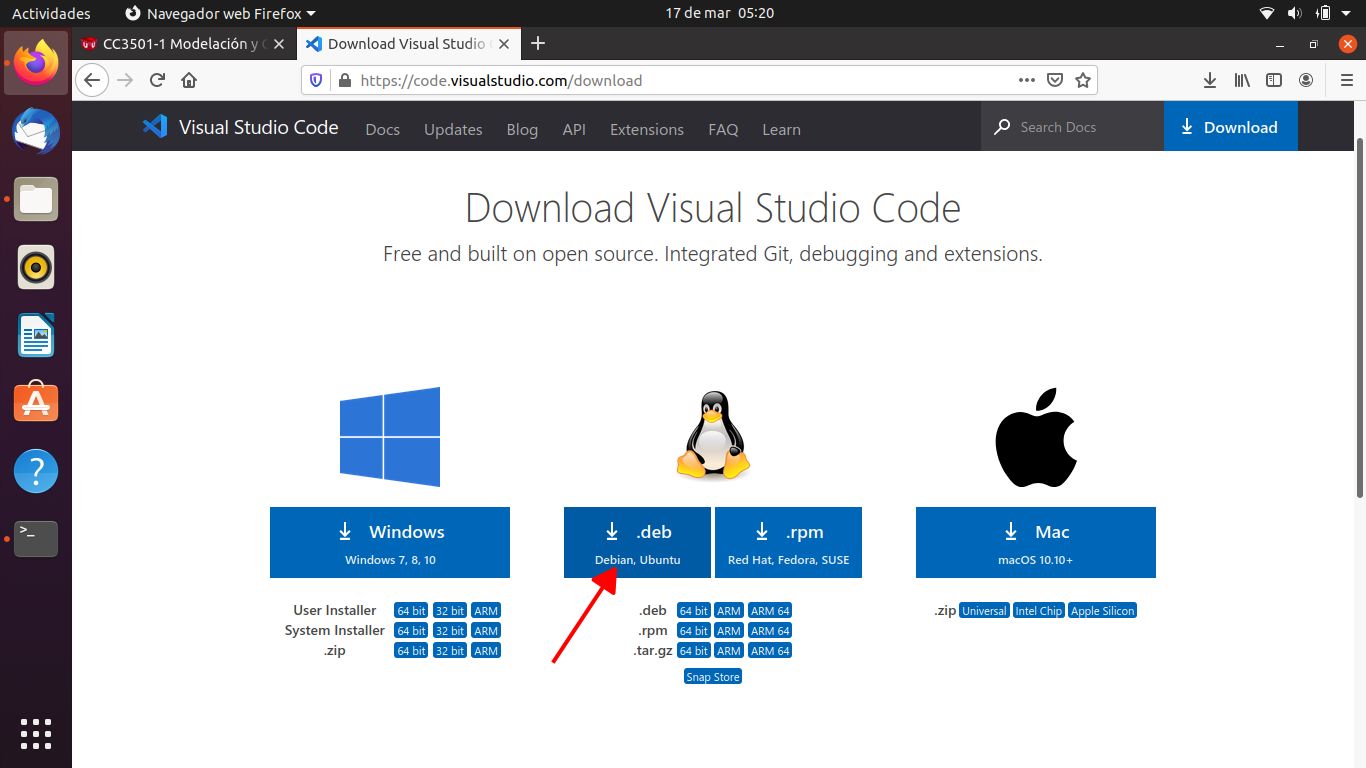 Actividades Navegador web Firefox 17 de mar 05:20
CC3501-1 Modelación y Download Visual Studio
https://code.visualstudio.com/download
Visual Studio Code Docs Updates Blog API Extensions FAQ Learn Search Docs Download
Download Visual Studio Code
Free and built on open source. Integrated Git, debugging and extensions.
Windows
Windows 7, 8, 10
.deb
Debian, Ubuntu
.rpm
Red Hat, Fedora, SUSE
Mac
macOS 10.10+
User Installer 64 bit 32 bit ARM
System Installer 64 bit 32 bit ARM
.zip 64 bit 32 bit ARM
.deb 64 bit ARM ARM 64
.rpm 64 bit ARM ARM 64
.tar.gz 64 bit ARM ARM 64
Snap Store
.zip Universal Intel Chip Apple Silicon